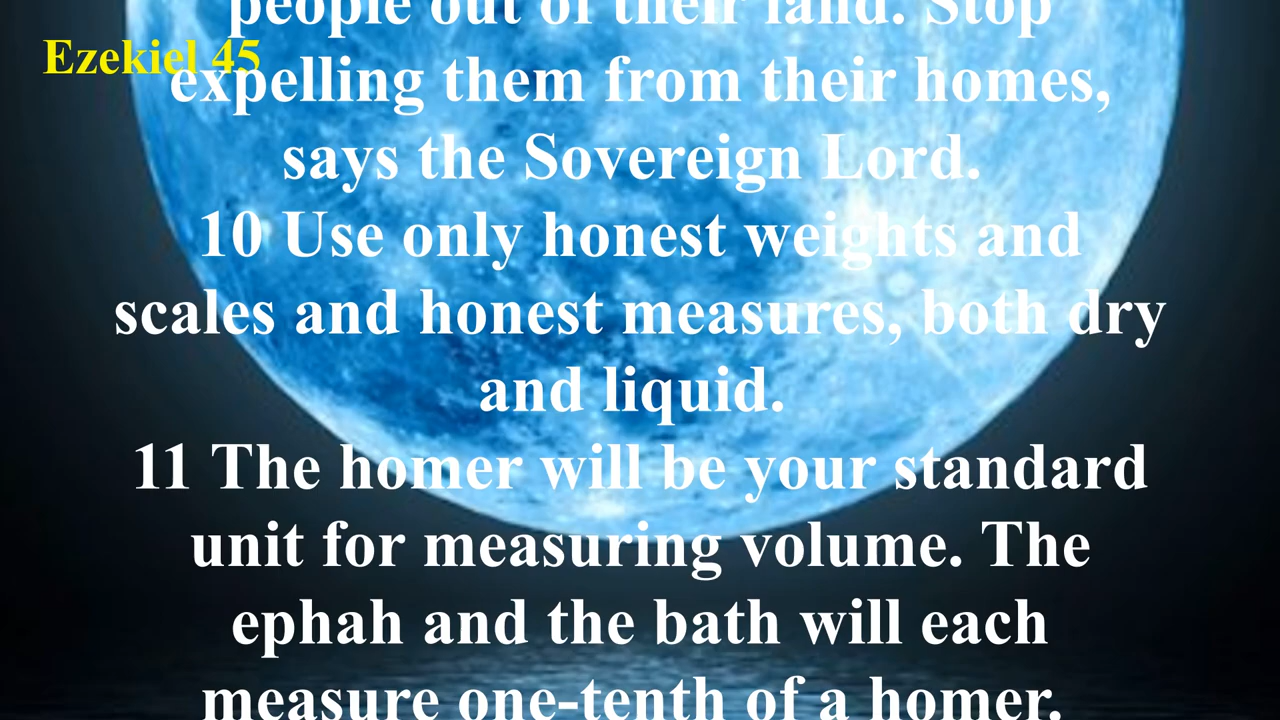 people out of their land. Stop
Ezekiel 45
expelling them from their homes,
says the Sovereign Lord.
10 Use only honest weights and
scales and honest measures, both dry
and liquid.
11 The homer will be your standard
unit for measuring volume. The
ephah and the bath will each
measure one-tenth of a homer.